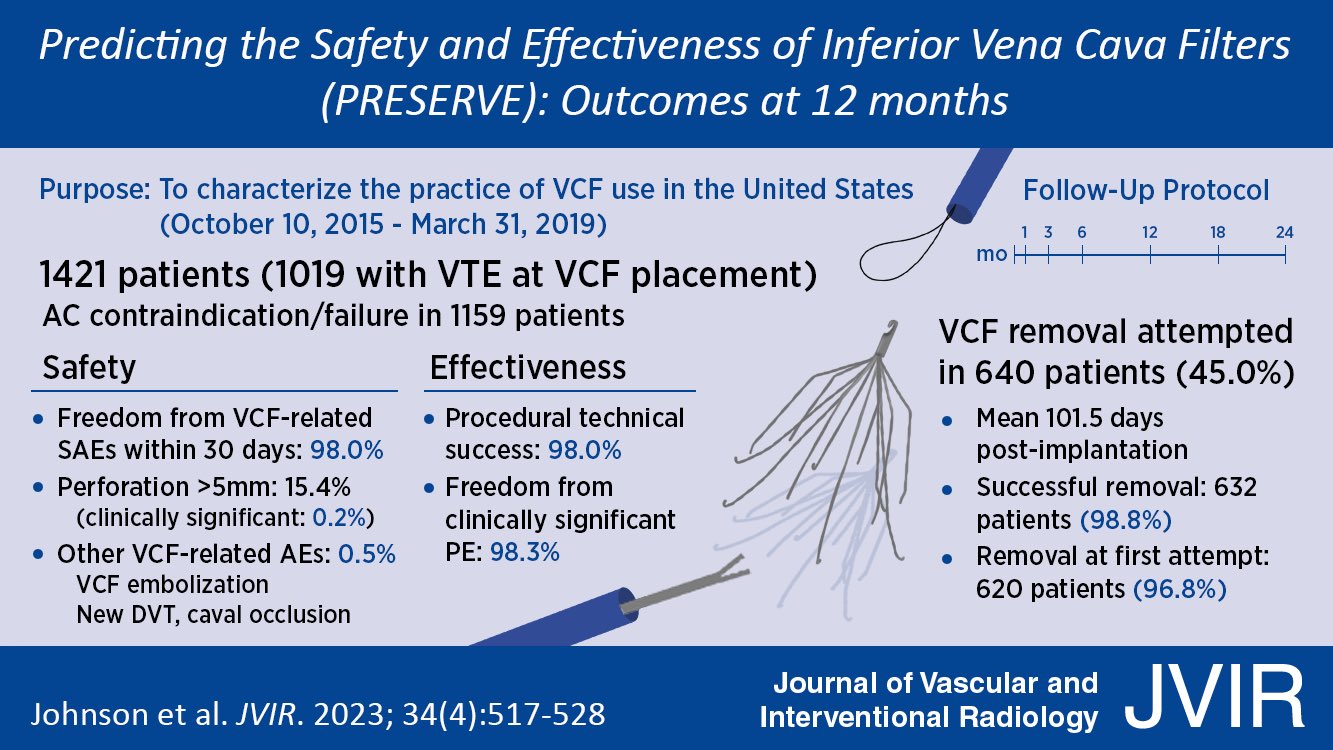 Predicting the Safety and Effectiveness of Inferior Vena Cava Filters
(PRESERVE): Outcomes at 12 months
Purpose: To characterize the practice of VCF use in the United States
(October 10, 2015 - March 31, 2019)
1421 patients (1019 with VTE at VCF placement)
AC contraindication/failure in 1159 patients
Safety
• Freedom from VCF-related
SAEs within 30 days: 98.0%
• Perforation >5mm: 15.4%
(clinically significant: 0.2%)
• Other VCF-related AEs: 0.5%
VCF embolization
New DVT, caval occlusion
Effectiveness
• Procedural technical
success: 98.0%
• Freedom from
clinically significant
PE: 98.3%
Follow-Up Protocol
1 3 6 12 18 24
mo
VCF removal attempted
in 640 patients (45.0%)
• Mean 101.5 days
post-implantation
• Successful removal: 632
patients (98.8%)
• Removal at first attempt:
620 patients (96.8%)
Johnson et al. JVIR. 2023; 34(4):517-528
Journal of Vascular and
Interventional Radiology
JVIR